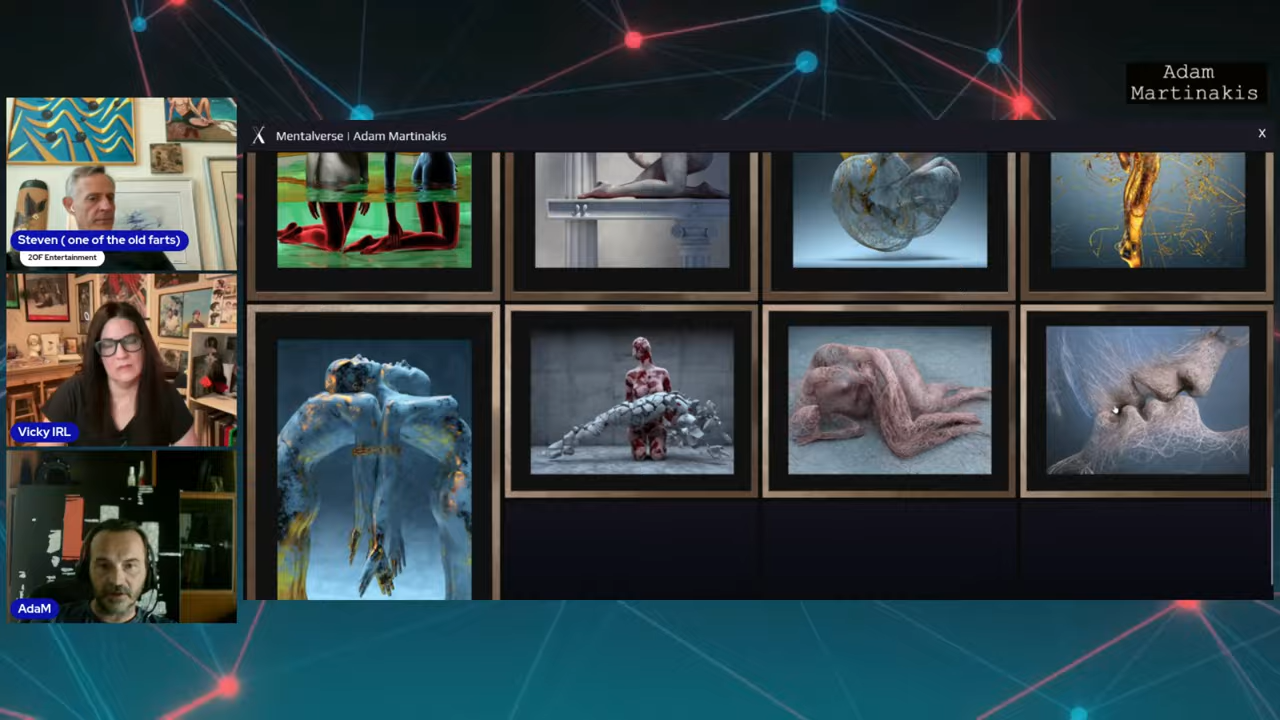 Adam
Martinakis
Mentalverse | Adam Martinakis
X
Steven ( one of the old farts)
2OF Entertainment
Vicky IRL
AdaM